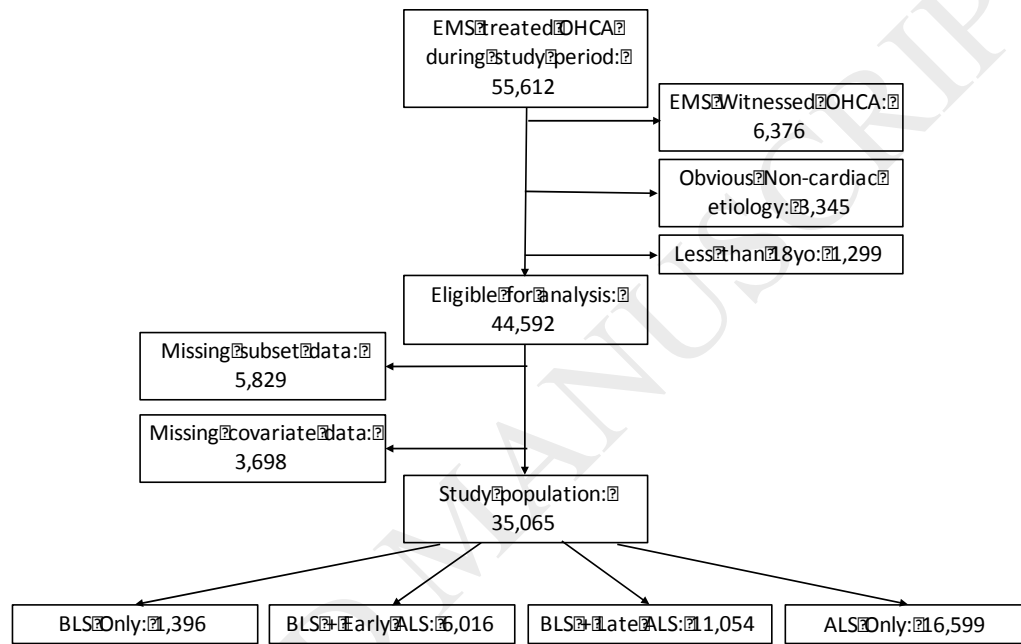 EMS treated OHCA
during study period:
55,612
EMS Witnessed OHCA:
6,376
Obvious Non-cardiac
etiology: 3,345
Less than 18yo: 1,299
Eligible for analysis:
44,592
Missing subset data:
5,829
Missing covariate data:
3,698
Study population:
35,065
BLS Only: 1,396
BLS + Early ALS: 6,016
BLS + Late ALS: 11,054
ALS Only: 16,599
D MANUSCRIP